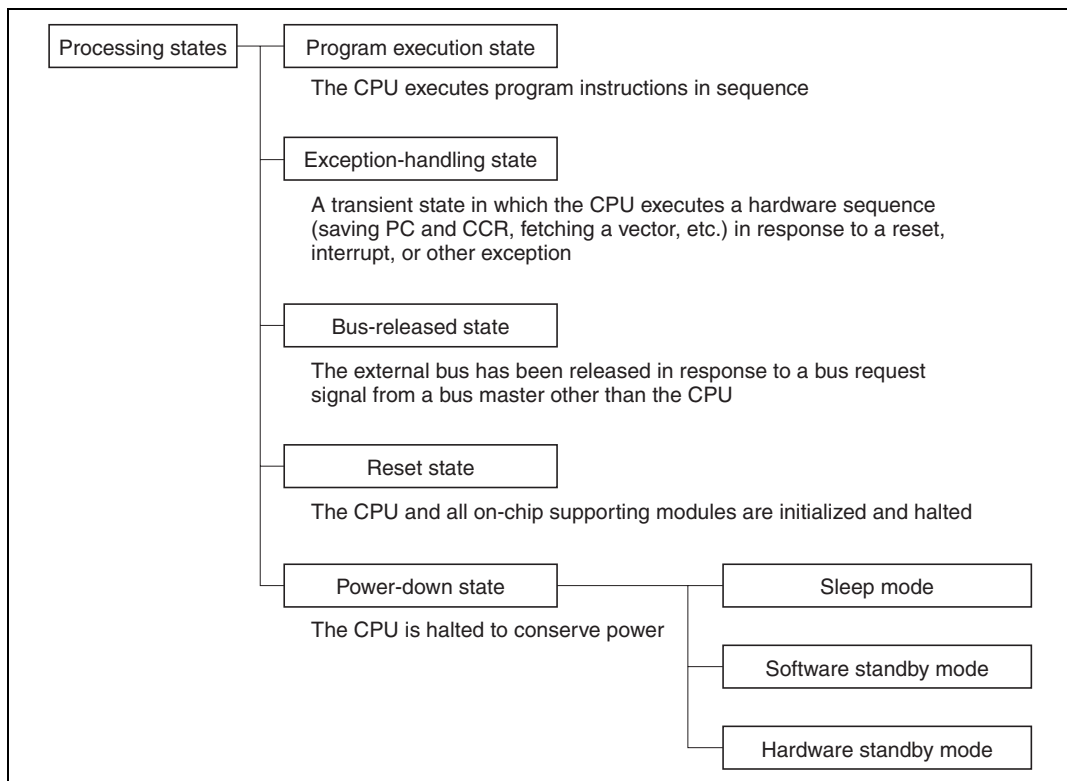 Processing states
Program execution state
The CPU executes program instructions in sequence
Exception-handling state
A transient state in which the CPU executes a hardware sequence
(saving PC and CCR, fetching a vector, etc.) in response to a reset,
interrupt, or other exception
Bus-released state
The external bus has been released in response to a bus request
signal from a bus master other than the CPU
Reset state
The CPU and all on-chip supporting modules are initialized and halted
Power-down state
The CPU is halted to conserve power
Sleep mode
Software standby mode
Hardware standby mode